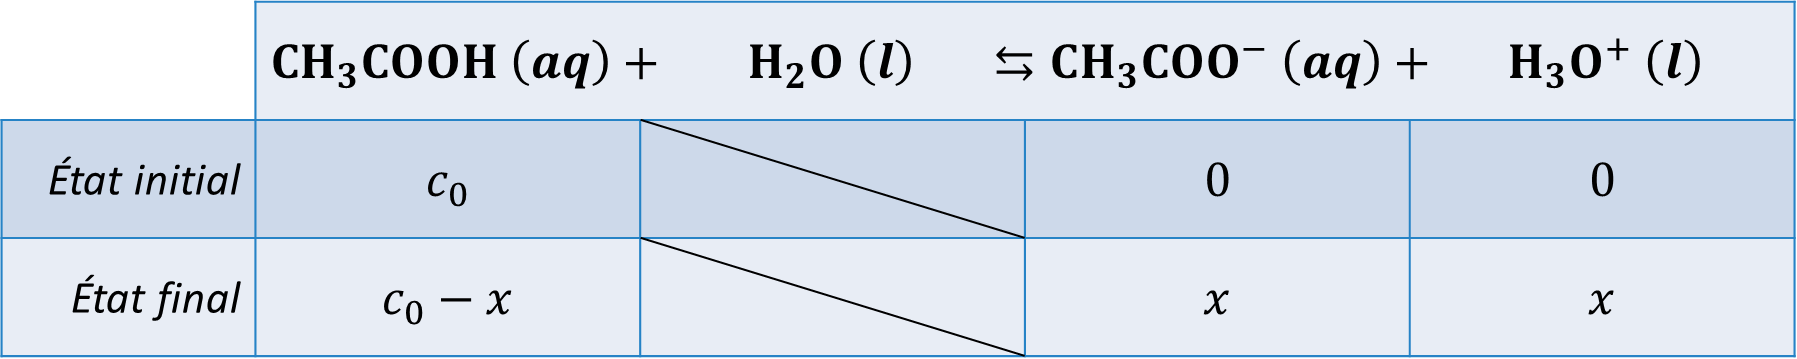 CH₃COOH (aq) + H₂O (l) ⇆ CH₃COO⁻ (aq) + H₃O⁺ (l)
État initial c₀ 0 0
État final c₀ − x x x